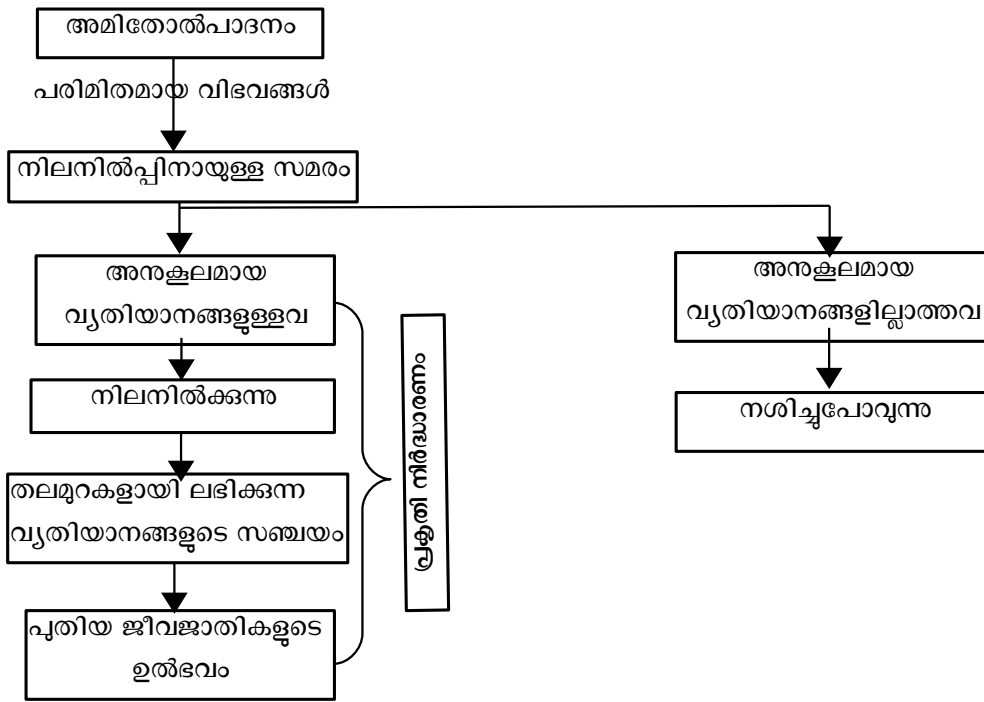 അമിതോൽപാദനം
പരിമിതമായ വിഭവങ്ങൾ
നിലനിൽപ്പിനായുള്ള സമരം
അനുകൂലമായ
വ്യതിയാനങ്ങളുള്ളവ
നിലനിൽക്കുന്നു
തലമുറകളായി ലഭിക്കുന്ന
വ്യതിയാനങ്ങളുടെ സഞ്ചയം
പുതിയ ജീവജാതികളുടെ
ഉൽഭവം
പ്രകൃതി നിർദ്ധാരണം
അനുകൂലമായ
വ്യതിയാനങ്ങളില്ലാത്തവ
നശിച്ചുപോവുന്നു